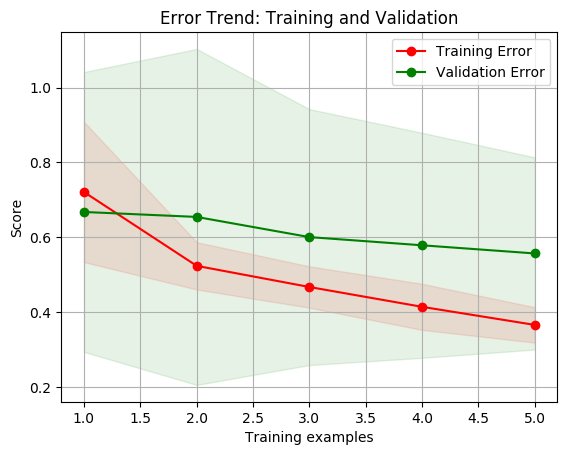 Error Trend: Training and Validation
Training Error
Validation Error
1.0
0.8
0.6
0.4
0.2
Score
1.0 1.5 2.0 2.5 3.0 3.5 4.0 4.5 5.0
Training examples